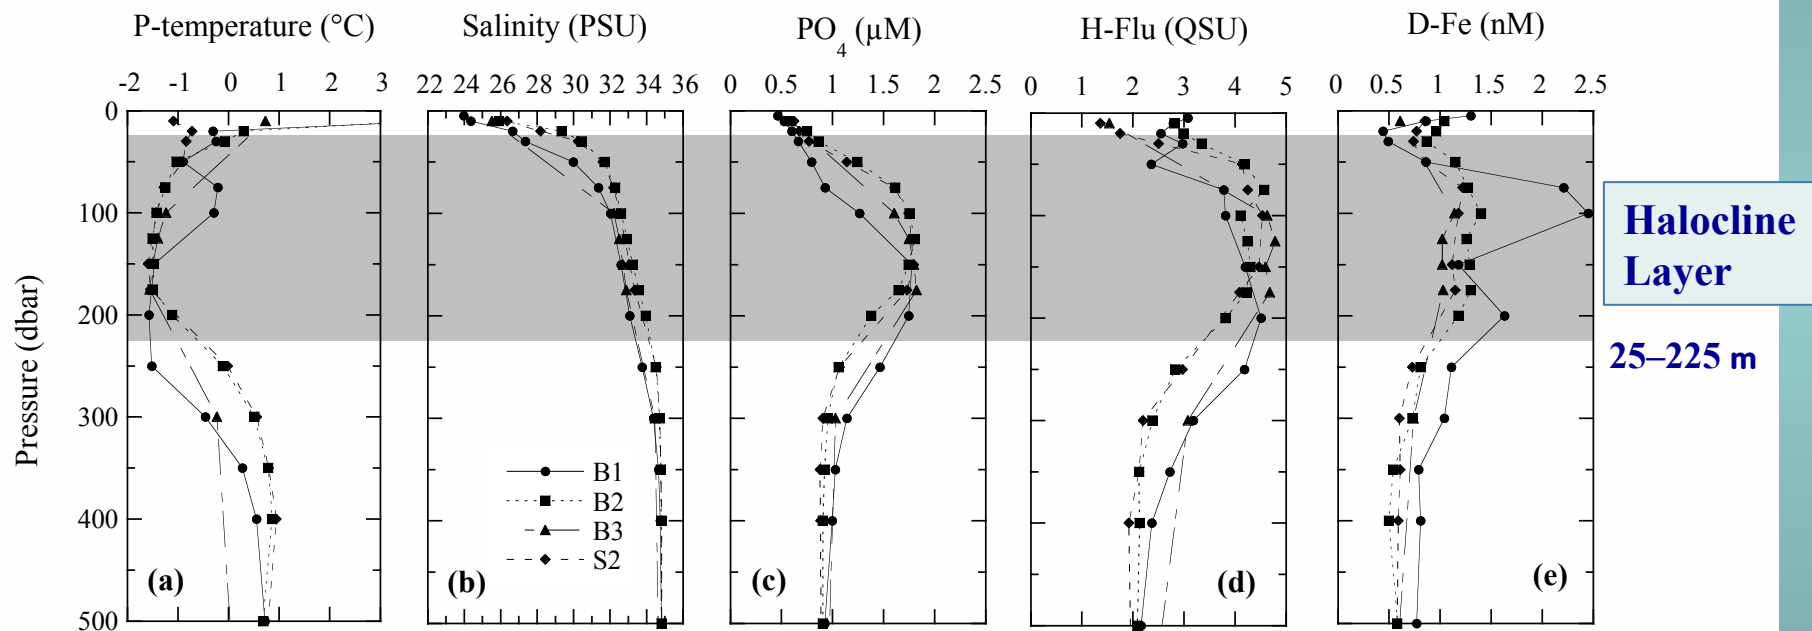 P-temperature (°C)
Salinity (PSU)
PO4 (µM)
H-Flu (QSU)
D-Fe (nM)
-2 -1 0 1 2 3
22 24 26 28 30 32 34 36
0 0.5 1 1.5 2 2.5
0 1 2 3 4 5
0 0.5 1 1.5 2 2.5
0
100
200
300
400
500
Pressure (dbar)
B1
B2
B3
S2
(a)
(b)
(c)
(d)
(e)
Halocline
Layer
25–225 m